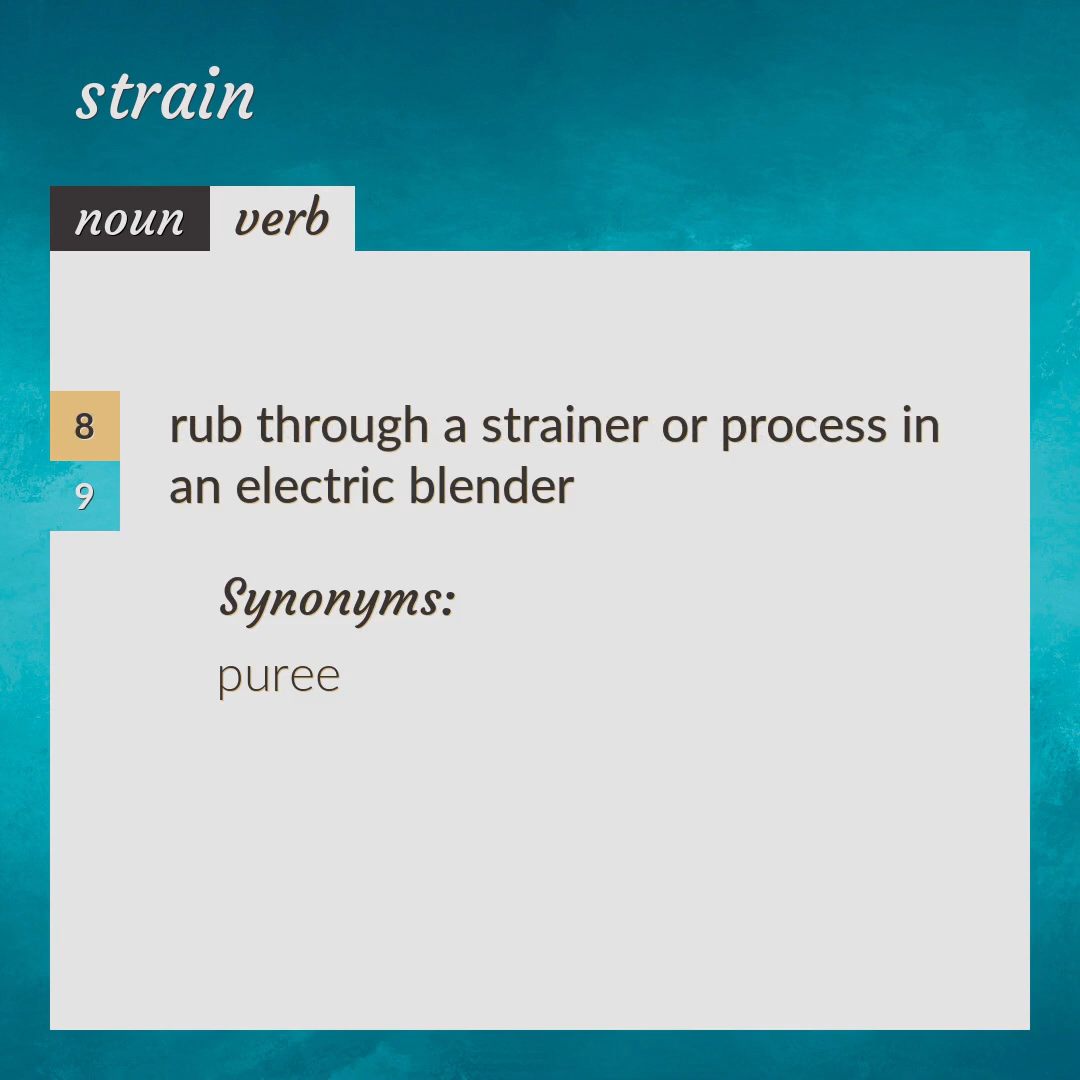 strain
noun verb
8 rub through a strainer or process in
9 an electric blender
Synonyms:
puree